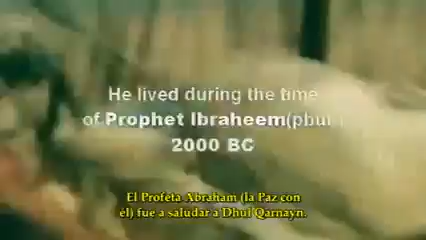 He lived during the time
of Prophet Ibraheem(pbuh)
2000 BC
El Profeta Abraham (la Paz con
él) fue a saludar a Dhul Qarnayn.